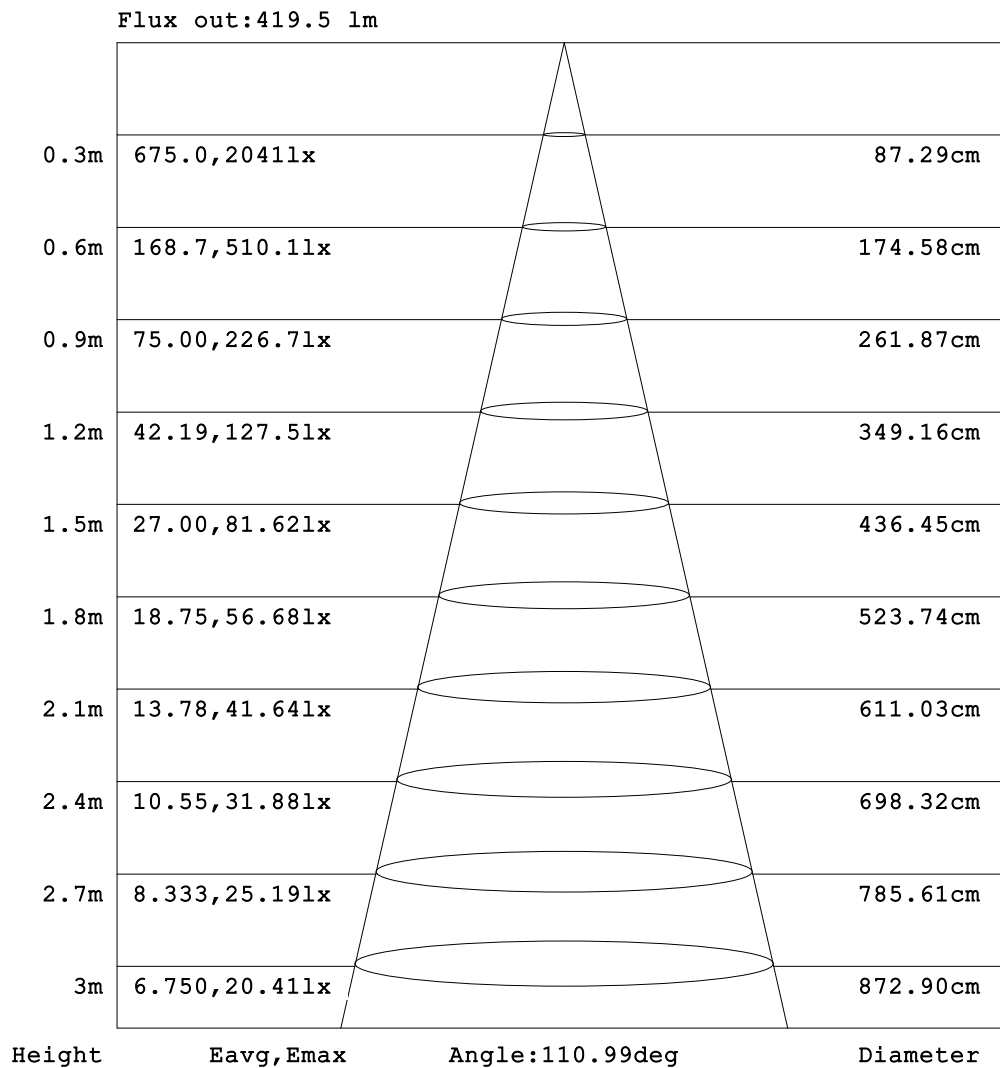 Flux out:419.5 lm
0.3m 675.0,2041lx 87.29cm
0.6m 168.7,510.1lx 174.58cm
0.9m 75.00,226.7lx 261.87cm
1.2m 42.19,127.5lx 349.16cm
1.5m 27.00,81.62lx 436.45cm
1.8m 18.75,56.68lx 523.74cm
2.1m 13.78,41.64lx 611.03cm
2.4m 10.55,31.88lx 698.32cm
2.7m 8.333,25.19lx 785.61cm
3m 6.750,20.41lx 872.90cm
Height Eavg,Emax Angle:110.99deg Diameter